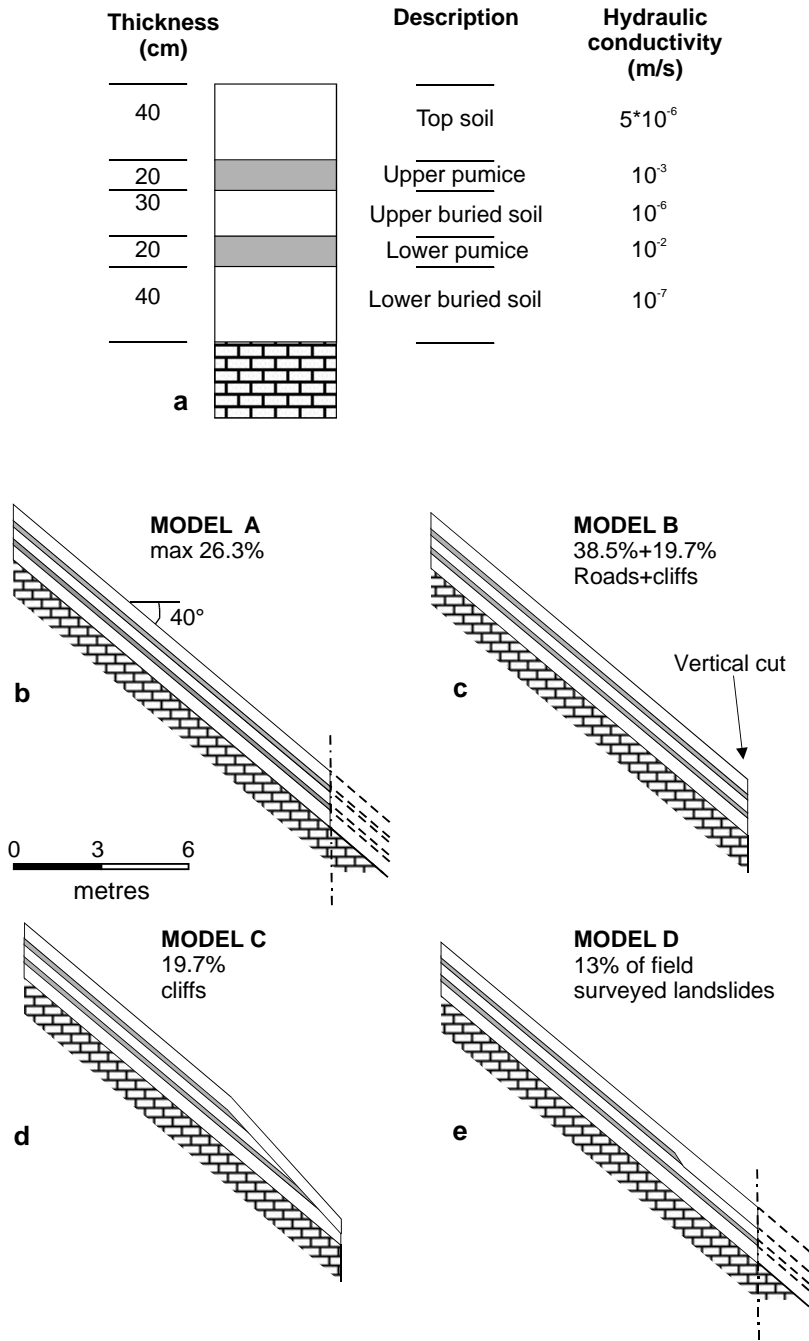 Thickness
(cm)
Description
Hydraulic
conductivity
(m/s)
40
Top soil
5*10⁻⁶
20
Upper pumice
10⁻³
30
Upper buried soil
10⁻⁶
20
Lower pumice
10⁻²
40
Lower buried soil
10⁻⁷
a
MODEL A
max 26.3%
40°
b
0 3 6
metres
MODEL B
38.5%+19.7%
Roads+cliffs
Vertical cut
c
MODEL C
19.7%
cliffs
d
MODEL D
13% of field
surveyed landslides
e